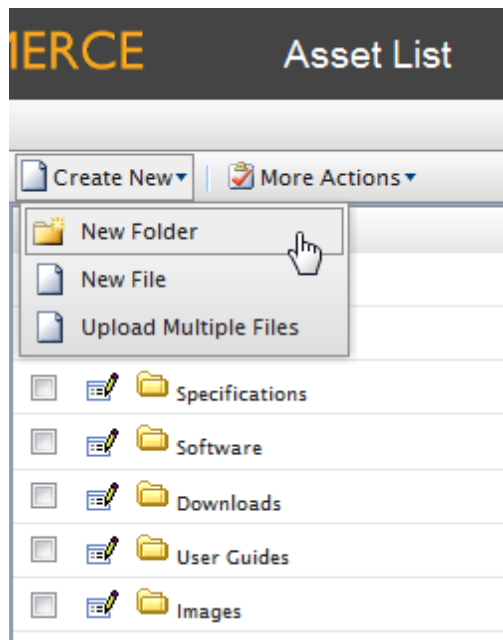 MERCE Asset List
Create New More Actions
New Folder
New File
Upload Multiple Files
Specifications
Software
Downloads
User Guides
Images